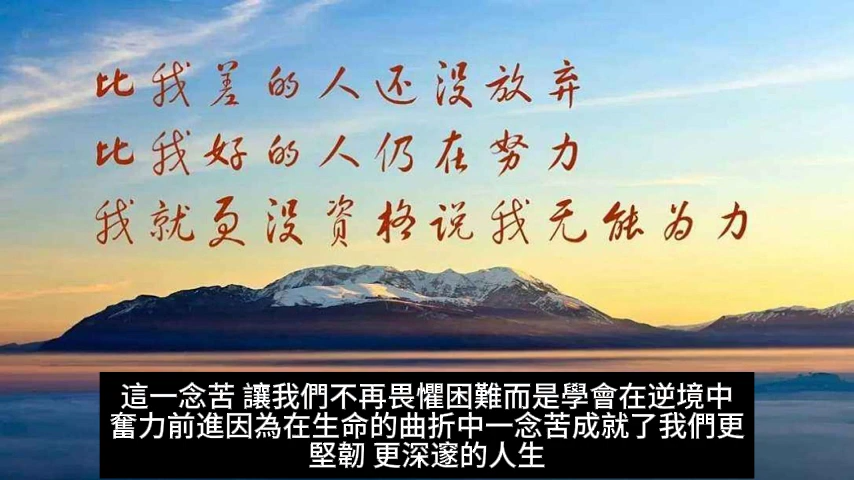 比我差的人还没放弃
比我好的人仍在努力
我就更没資格说我无能为力
這一念苦 讓我們不再畏懼困難而是學會在逆境中
奮力前進因為在生命的曲折中一念苦成就了我們更
堅韌 更深邃的人生